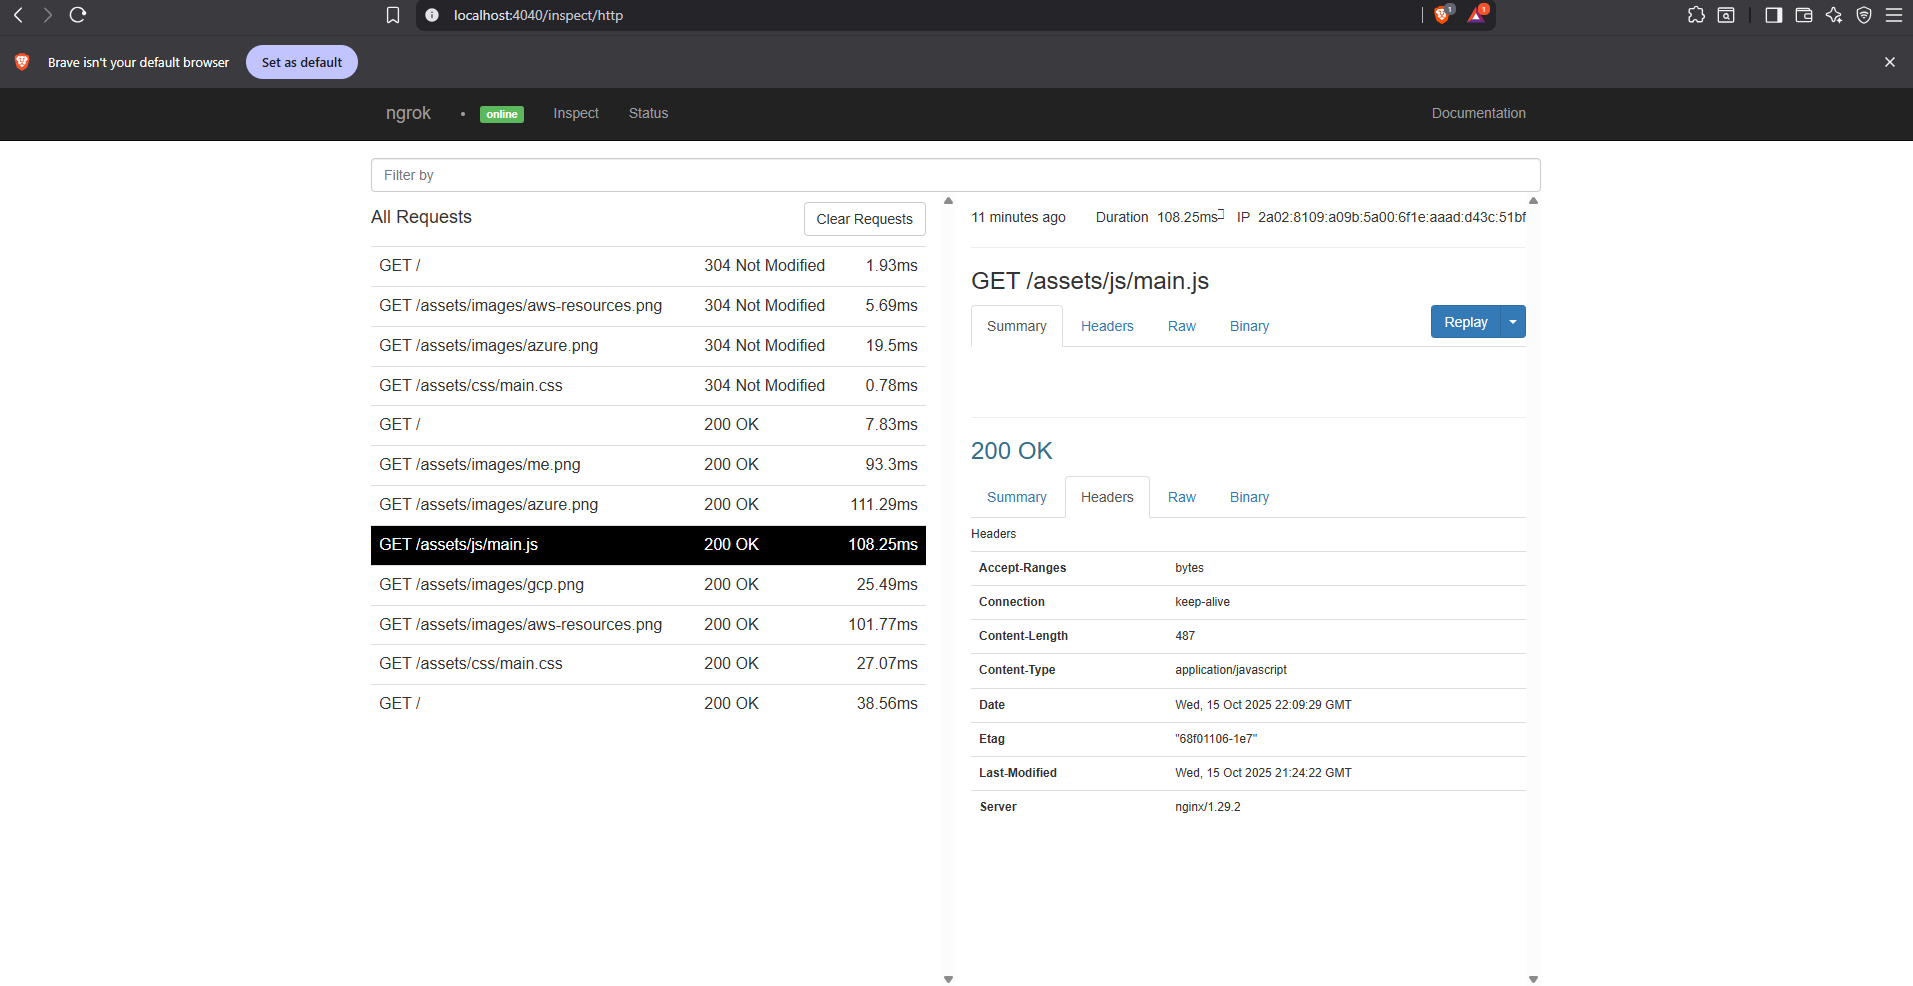 localhost:4040/inspect/http
1
1
Brave isn't your default browser
Set as default
ngrok
online
Inspect
Status
Documentation
Filter by
All Requests
Clear Requests
GET / 304 Not Modified 1.93ms
GET /assets/images/aws-resources.png 304 Not Modified 5.69ms
GET /assets/images/azure.png 304 Not Modified 19.5ms
GET /assets/css/main.css 304 Not Modified 0.78ms
GET / 200 OK 7.83ms
GET /assets/images/me.png 200 OK 93.3ms
GET /assets/images/azure.png 200 OK 111.29ms
GET /assets/js/main.js 200 OK 108.25ms
GET /assets/images/gcp.png 200 OK 25.49ms
GET /assets/images/aws-resources.png 200 OK 101.77ms
GET /assets/css/main.css 200 OK 27.07ms
GET / 200 OK 38.56ms
11 minutes ago Duration 108.25ms IP 2a02:8109:a09b:5a00:6f1e:aaad:d43c:51bf
GET /assets/js/main.js
Summary Headers Raw Binary
Replay
200 OK
Summary Headers Raw Binary
Headers
Accept-Ranges bytes
Connection keep-alive
Content-Length 487
Content-Type application/javascript
Date Wed, 15 Oct 2025 22:09:29 GMT
Etag "68f01106-1e7"
Last-Modified Wed, 15 Oct 2025 21:24:22 GMT
Server nginx/1.29.2